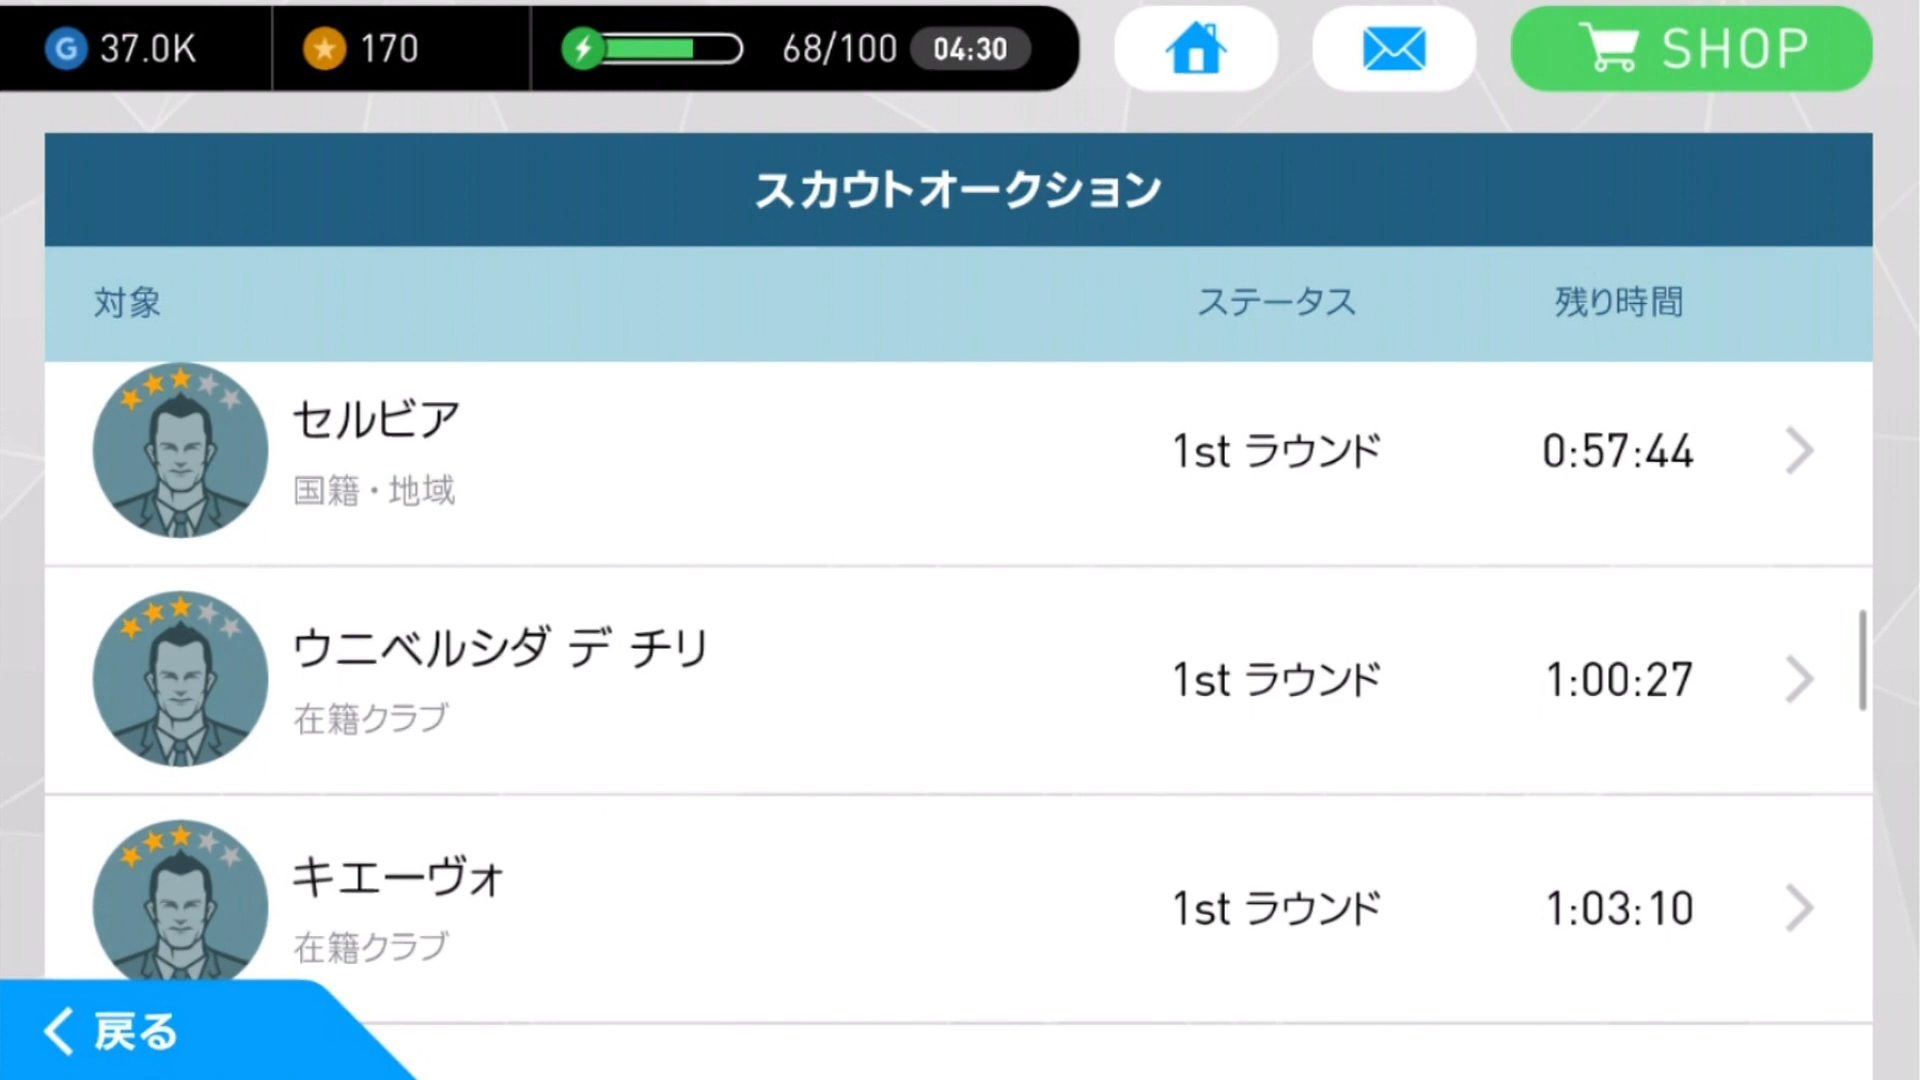 G 37.0K 170 68/100 04:30 SHOP
スカウトオークション
対象 ステータス 残り時間
セルビア
国籍・地域
1st ラウンド 0:57:44
ウニベルシダ デ チリ
在籍クラブ
1st ラウンド 1:00:27
キエーヴォ
在籍クラブ
1st ラウンド 1:03:10
戻る